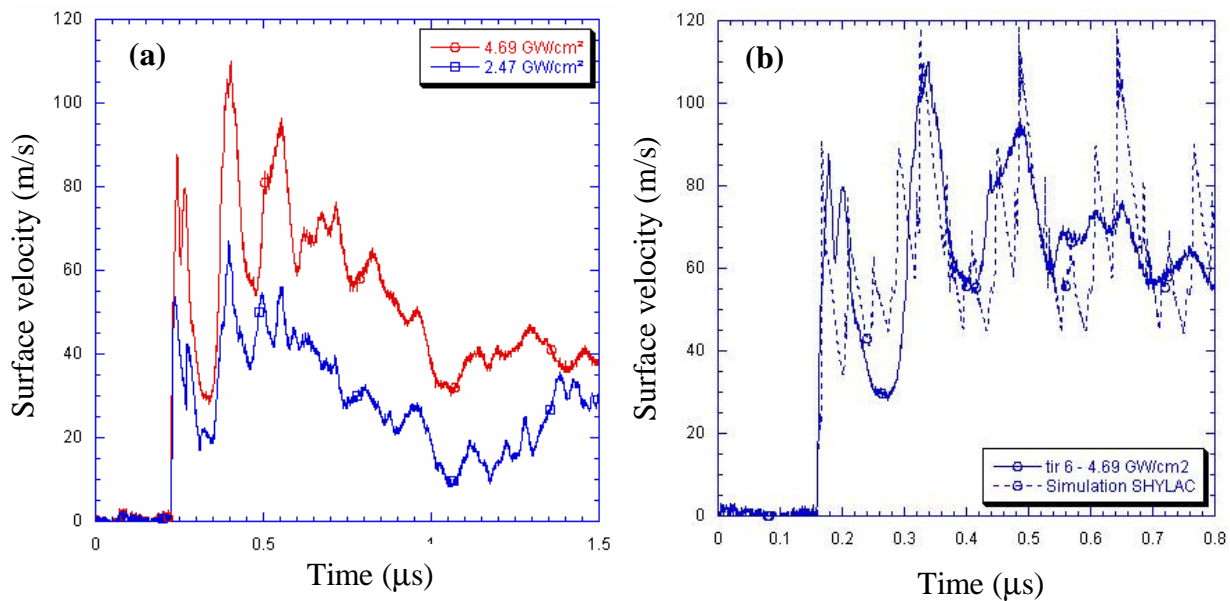 (a)
4.69 GW/cm²
2.47 GW/cm²
Surface velocity (m/s)
120
100
80
60
40
20
0
0
0.5
1
1.5
Time (μs)
(b)
tir 6 - 4.69 GW/cm2
Simulation SHYLAC
Surface velocity (m/s)
120
100
80
60
40
20
0
0
0.1
0.2
0.3
0.4
0.5
0.6
0.7
0.8
Time (μs)